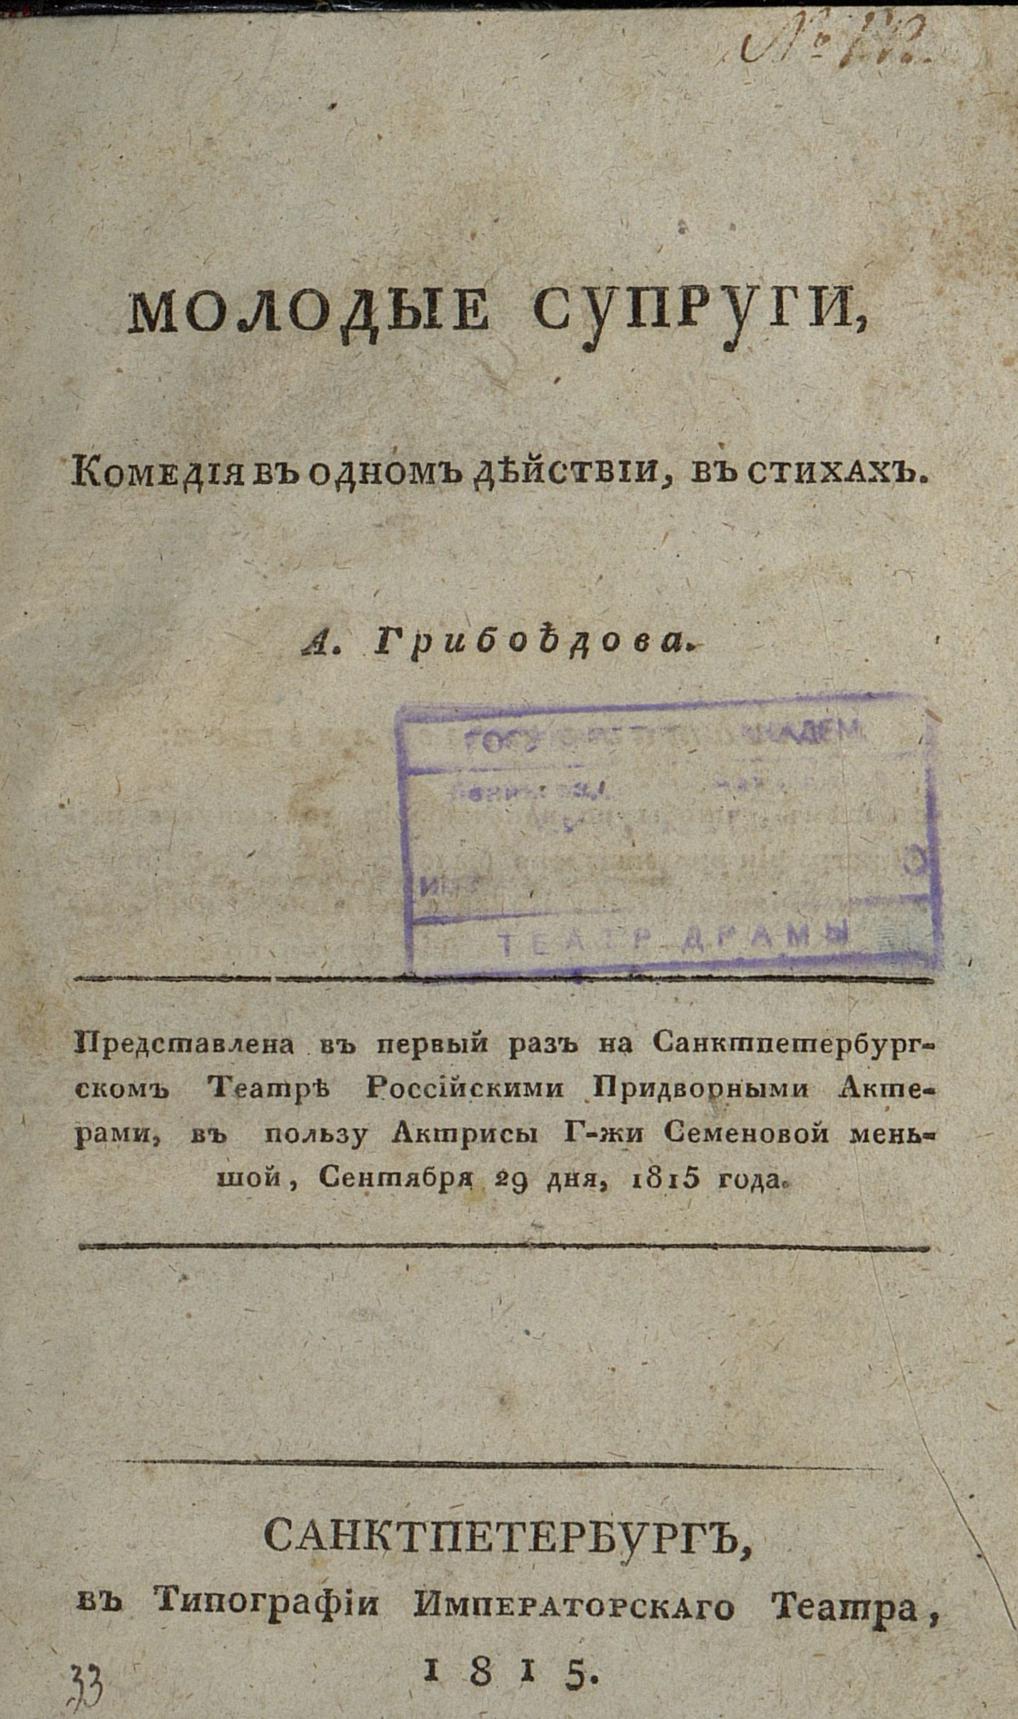 №
МОЛОДЫЕ СУПРУГИ,
Комедія въ одномъ дѣйствіи, въ стихахъ.
А. Грибоѣдова.
АКАДЕМ
ТЕАТР ДРАМЫ
Представлена въ первый разъ на Санктпетербург-
скомъ Театрѣ Россійскими Придворными Акте-
рами, въ пользу Актрисы Г-жи Семеновой мень-
шой, Сентября 29 дня, 1815 года.
САНКТПЕТЕРБУРГЪ,
въ Типографіи Императорскаго Театра,
1815.
33